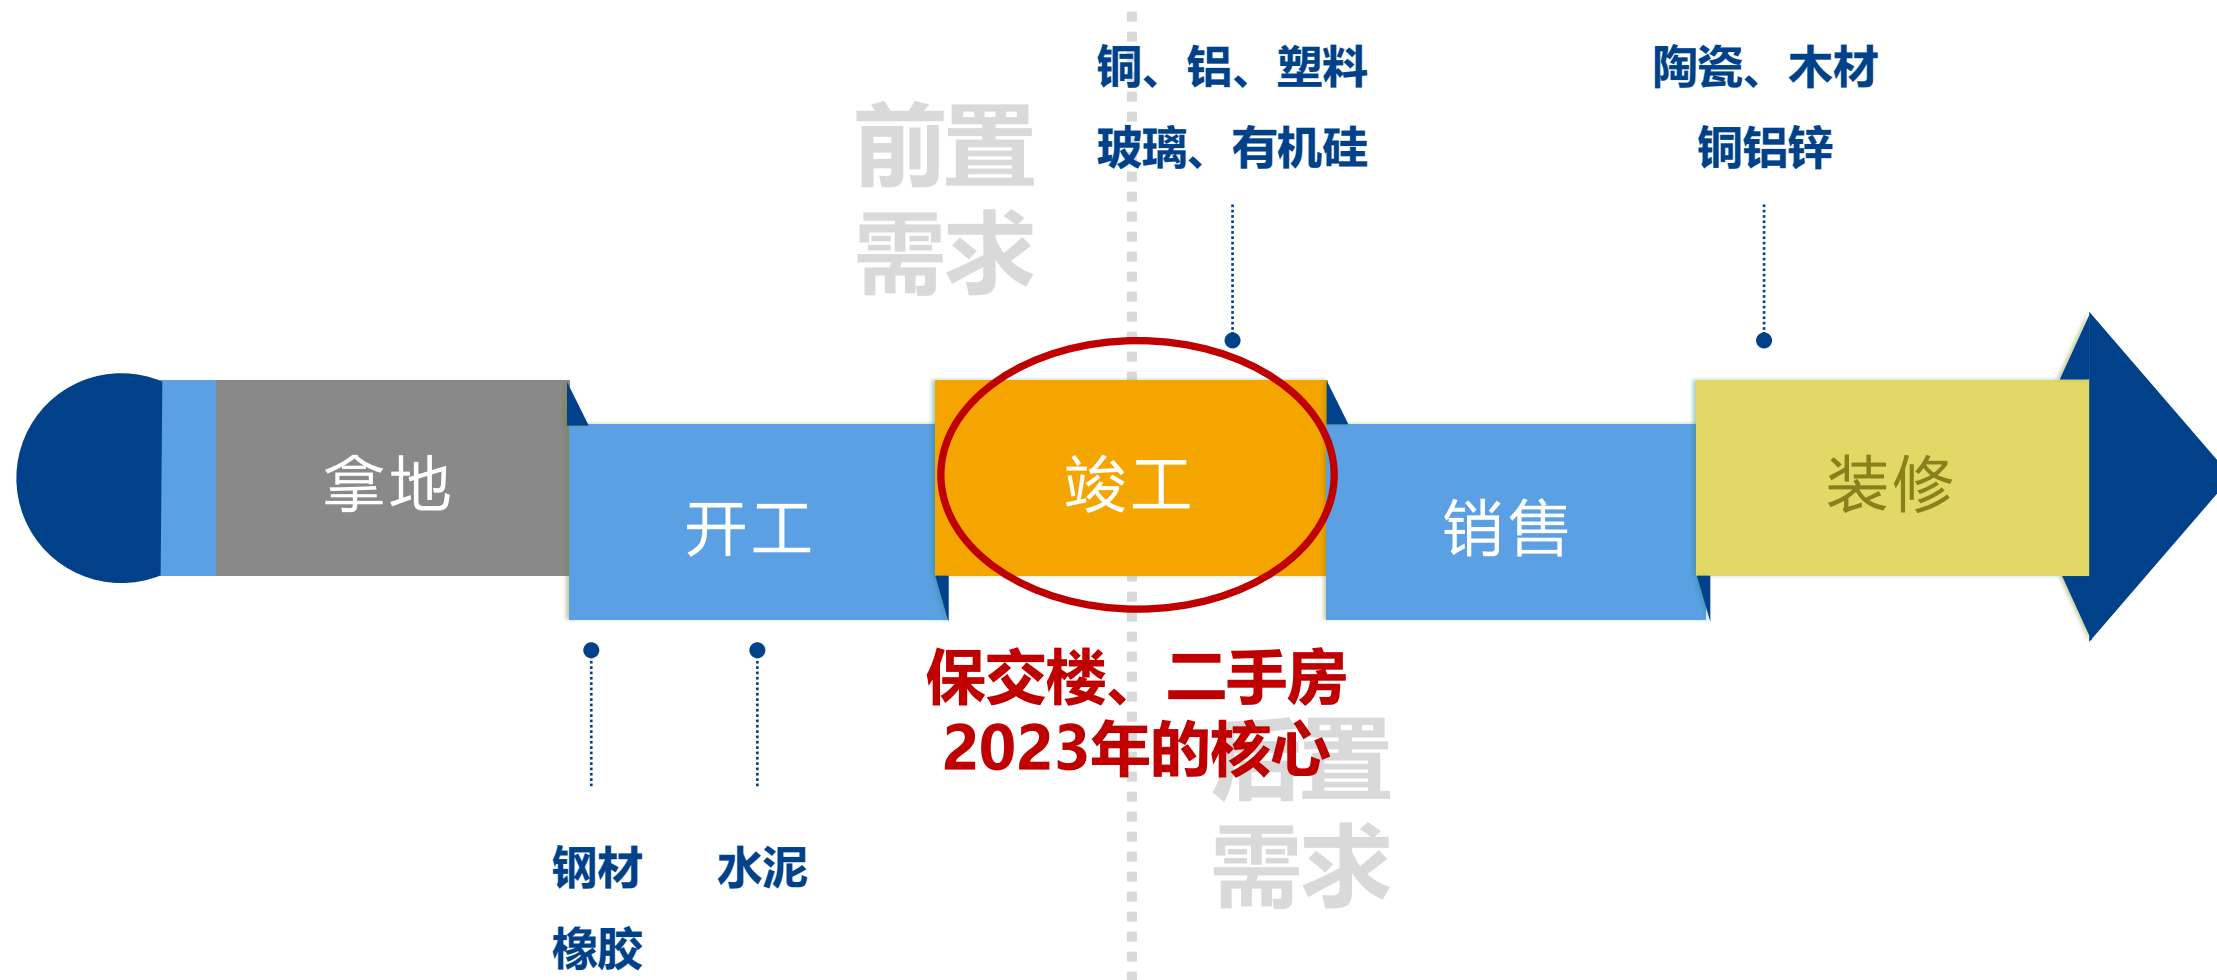 铜、铝、塑料
玻璃、有机硅
陶瓷、木材
铜铝锌
前置
需求
拿地
开工
竣工
销售
装修
保交楼、二手房
2023年的核心
后置
需求
钢材
橡胶
水泥